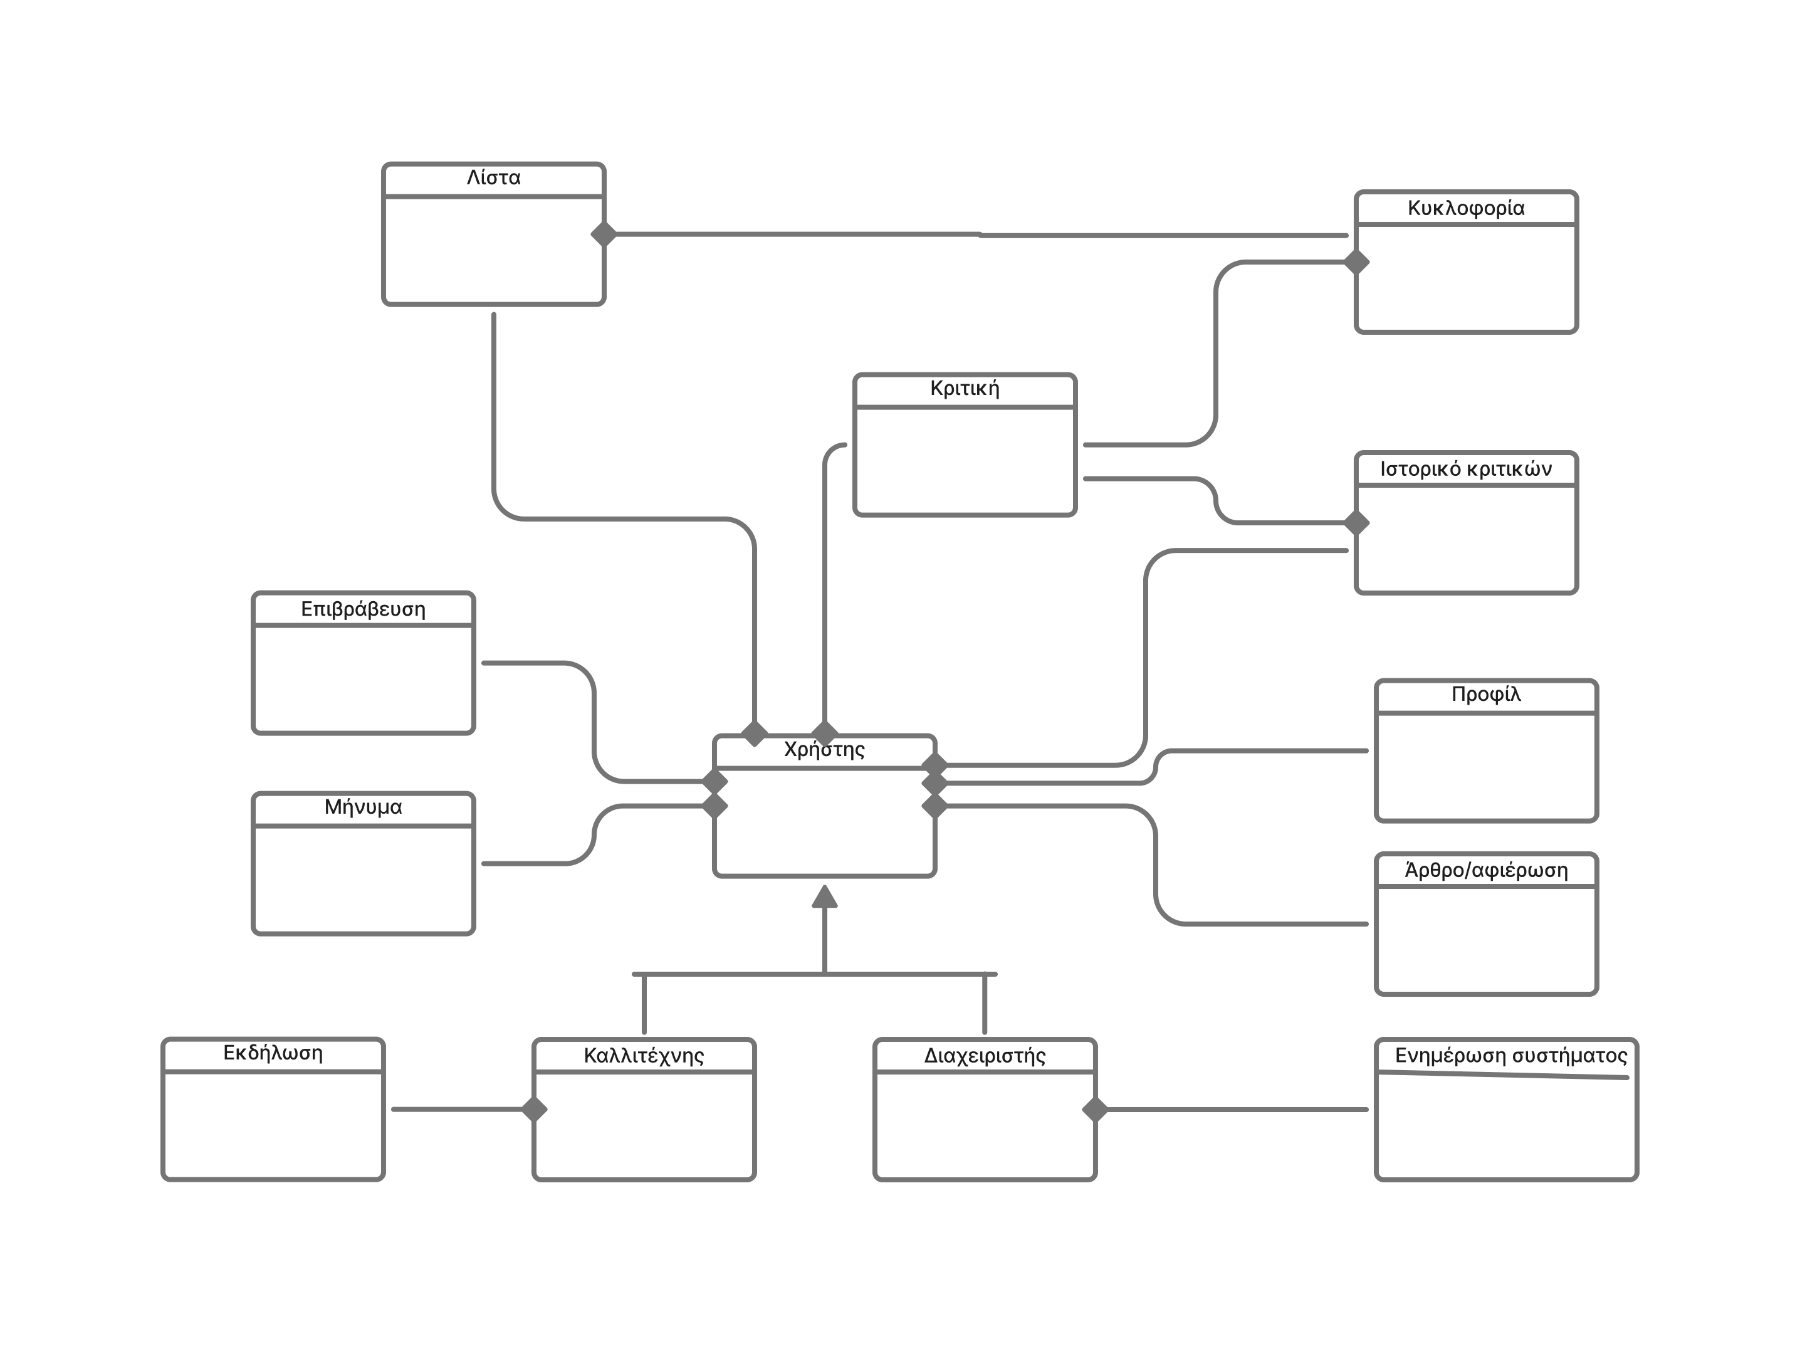 Λίστα
Κυκλοφορία
Κριτική
Ιστορικό κριτικών
Επιβράβευση
Προφίλ
Χρήστης
Μήνυμα
Άρθρο/αφιέρωση
Εκδήλωση
Καλλιτέχνης
Διαχειριστής
Ενημέρωση συστήματος